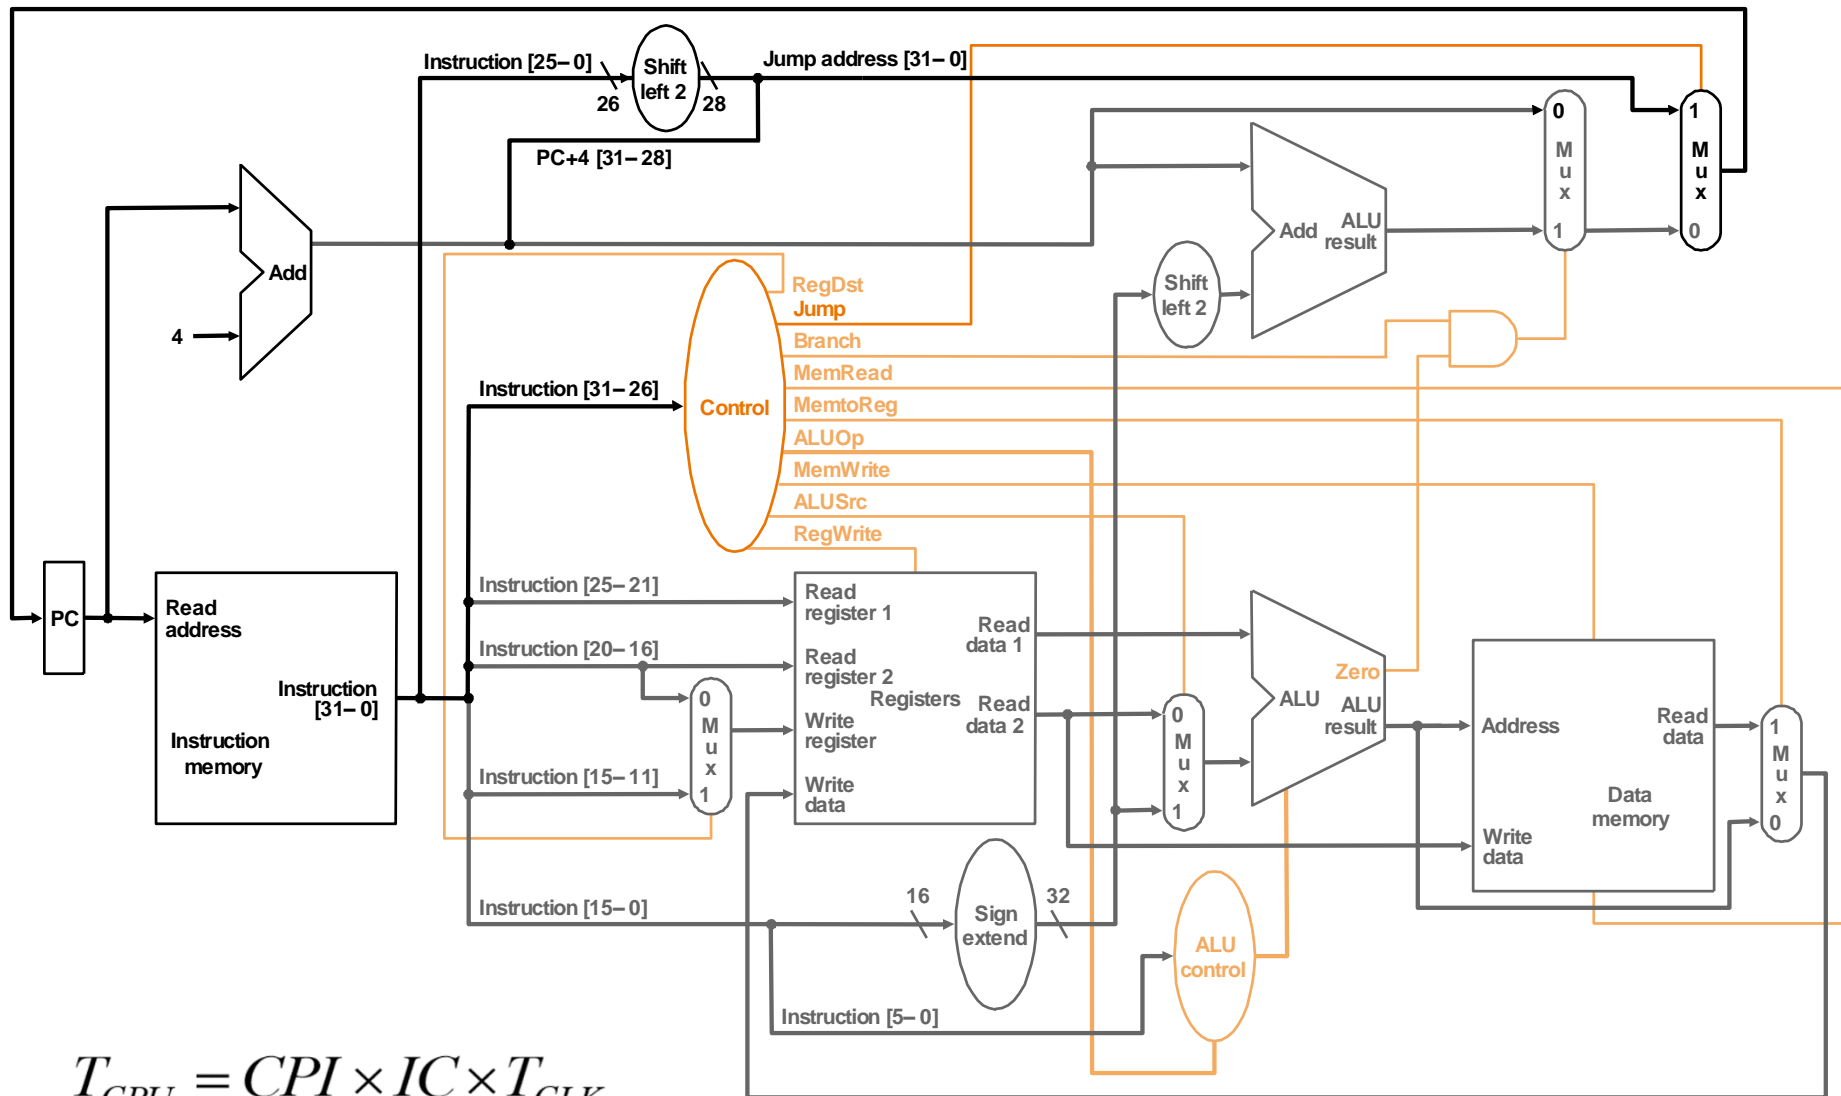 Instruction [25–0]
26
Shift
left 2
28
Jump address [31–0]
PC+4 [31–28]
Add
4
0
M
u
x
1
1
M
u
x
0
Add
ALU
result
Shift
left 2
RegDst
Jump
Branch
MemRead
MemtoReg
ALUOp
MemWrite
ALUSrc
RegWrite
Instruction [31–26]
Control
PC
Read
address
Instruction
[31–0]
Instruction
memory
Instruction [25–21]
Instruction [20–16]
0
M
u
x
1
Instruction [15–11]
Read
register 1
Read
register 2
Write
register
Write
data
Registers
Read
data 1
Read
data 2
0
M
u
x
1
Zero
ALU
ALU
result
Address
Read
data
Data
memory
Write
data
1
M
u
x
0
Instruction [15–0]
16
Sign
extend
32
ALU
control
Instruction [5–0]
T_CPU = CPI × IC × T_CLK